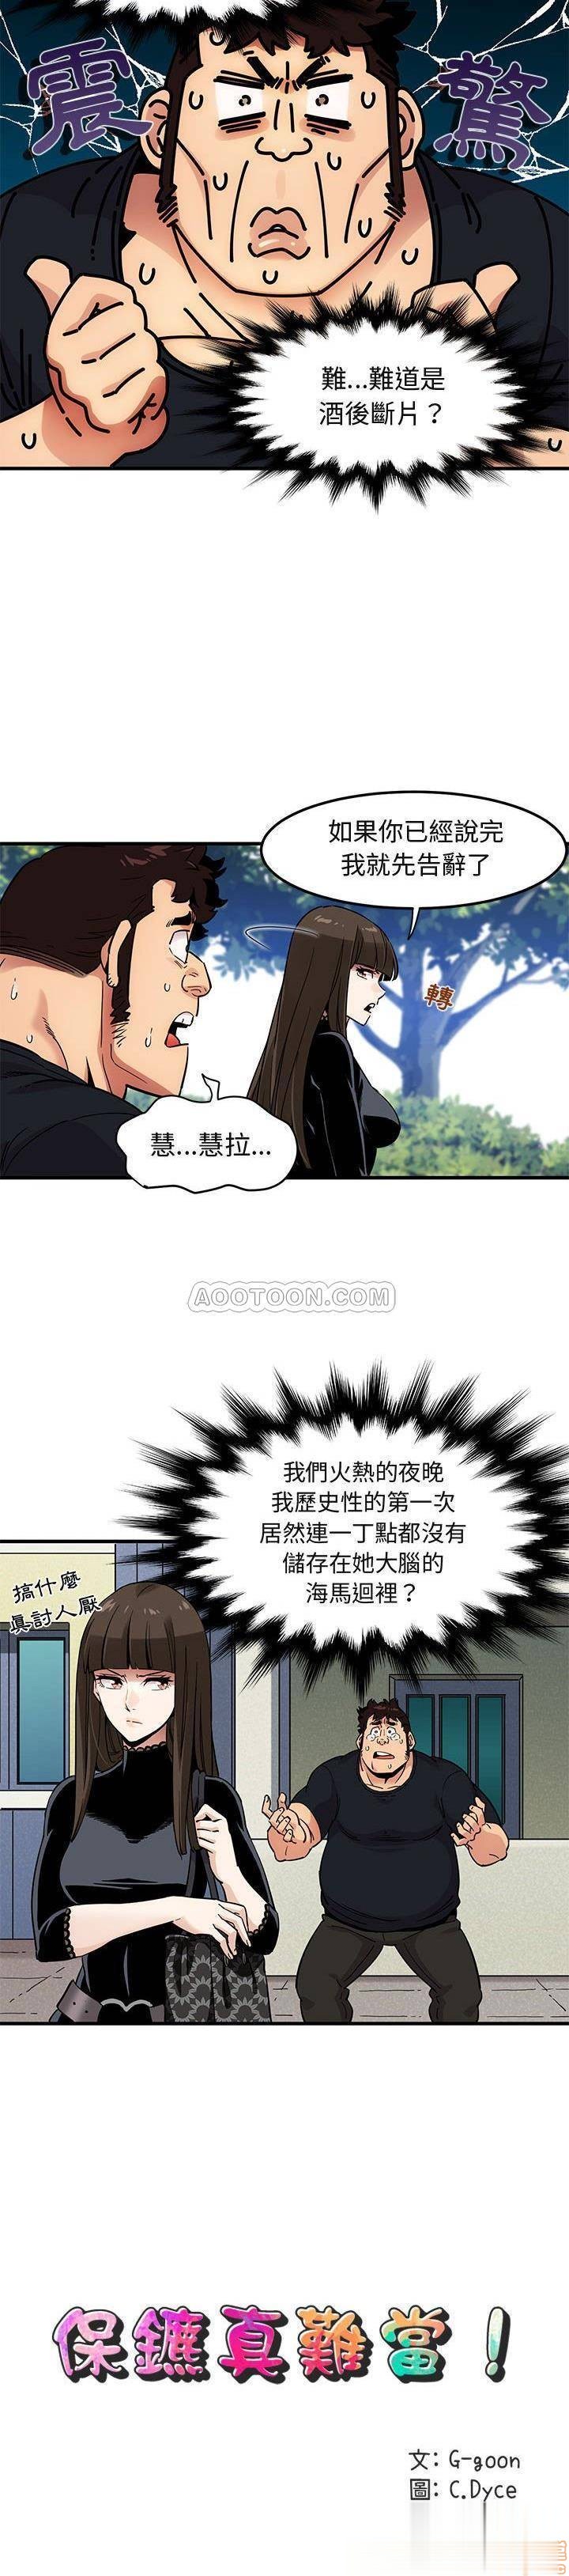 驚
震
難...難道是
酒後斷片？
如果你已經說完
我就先告辭了
轉
慧...慧拉...
AOOTOON.COM
我們火熱的夜晚
我歷史性的第一次
居然連一丁點都沒有
儲存在她大腦的
海馬迴裡？
搞什麼
真討人厭
保鑣真難當！
文: G-goon
圖: C.Dyce